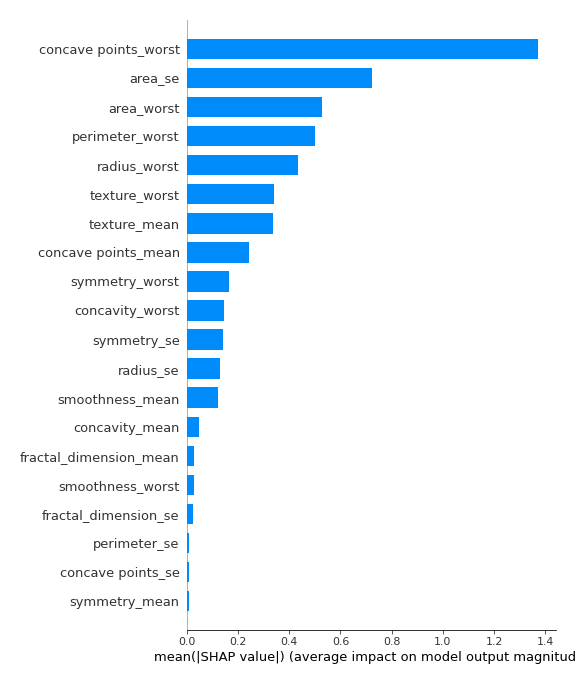 concave points_worst
area_se
area_worst
perimeter_worst
radius_worst
texture_worst
texture_mean
concave points_mean
symmetry_worst
concavity_worst
symmetry_se
radius_se
smoothness_mean
concavity_mean
fractal_dimension_mean
smoothness_worst
fractal_dimension_se
perimeter_se
concave points_se
symmetry_mean
0.0 0.2 0.4 0.6 0.8 1.0 1.2 1.4
mean(|SHAP value|) (average impact on model output magnitud